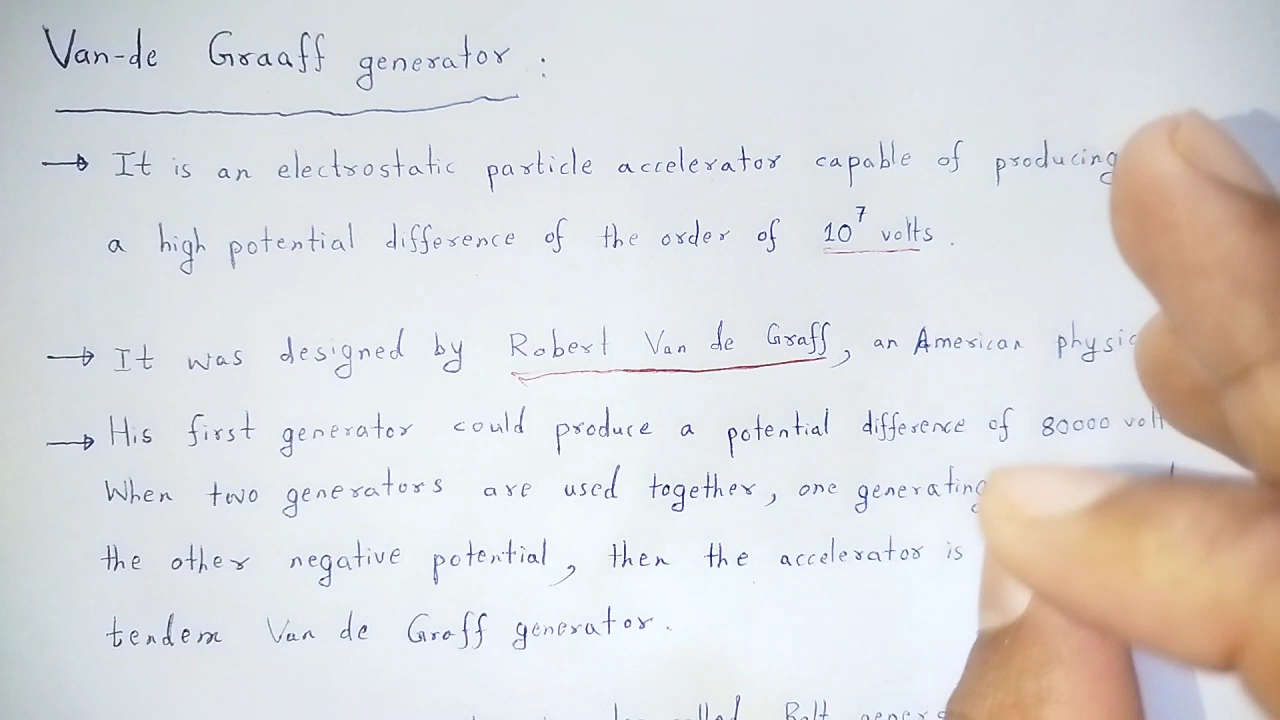 Van-de Graaff generator :
→ It is an electrostatic particle accelerator capable of producing
a high potential difference of the order of 10⁷ volts .
→ It was designed by Robert Van de Graff, an American
→ His first generator could produce a potential difference of 80000
When two generators are used together, one generating
the other negative potential, then the accelerator is
tendem Van de Graff generator.
Belt